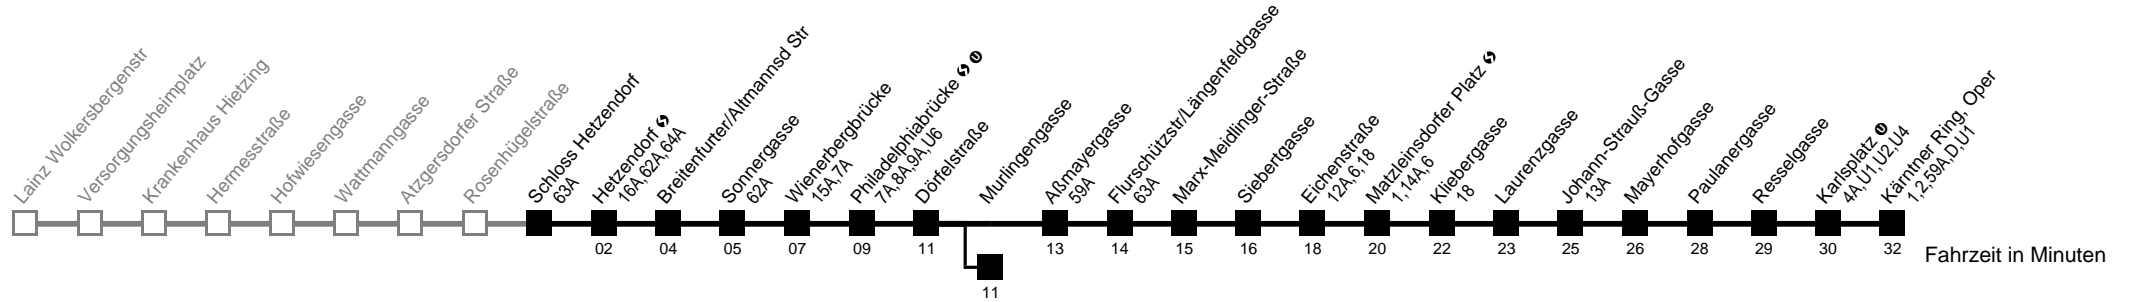 Lainz Wolkersbergenstr
Versorgungsheimplatz
Krankenhaus Hietzing
Hermesstraße
Hofwiesengasse
Wattmanngasse
Atzgersdorfer Straße
Rosenhügelstraße
Schloss Hetzendorf
63A
Hetzendorf S
16A,62A,64A
02
Breitenfurter/Altmannsd Str
04
Sonnergasse
62A
05
Wienerbergbrücke
15A,7A
07
Philadelphiabrücke S U
7A,8A,9A,U6
09
Dörfelstraße
11
Murlingengasse
11
Aßmayergasse
59A
13
Flurschützstr/Längenfeldgasse
63A
14
Marx-Meidlinger-Straße
15
Siebertgasse
16
Eichenstraße
12A,6,18
18
Matzleinsdorfer Platz S
1,14A,6
20
Kliebergasse
18
22
Laurenzgasse
23
Johann-Strauß-Gasse
13A
25
Mayerhofgasse
26
Paulanergasse
28
Resselgasse
29
Karlsplatz U
4A,U1,U2,U4
30
Kärntner Ring, Oper
1,2,59A,D,U1
32
Fahrzeit in Minuten